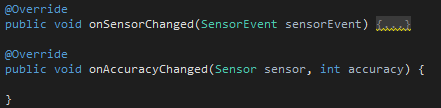 @Override
public void onSensorChanged(SensorEvent sensorEvent) {...}
@Override
public void onAccuracyChanged(Sensor sensor, int accuracy) {
}